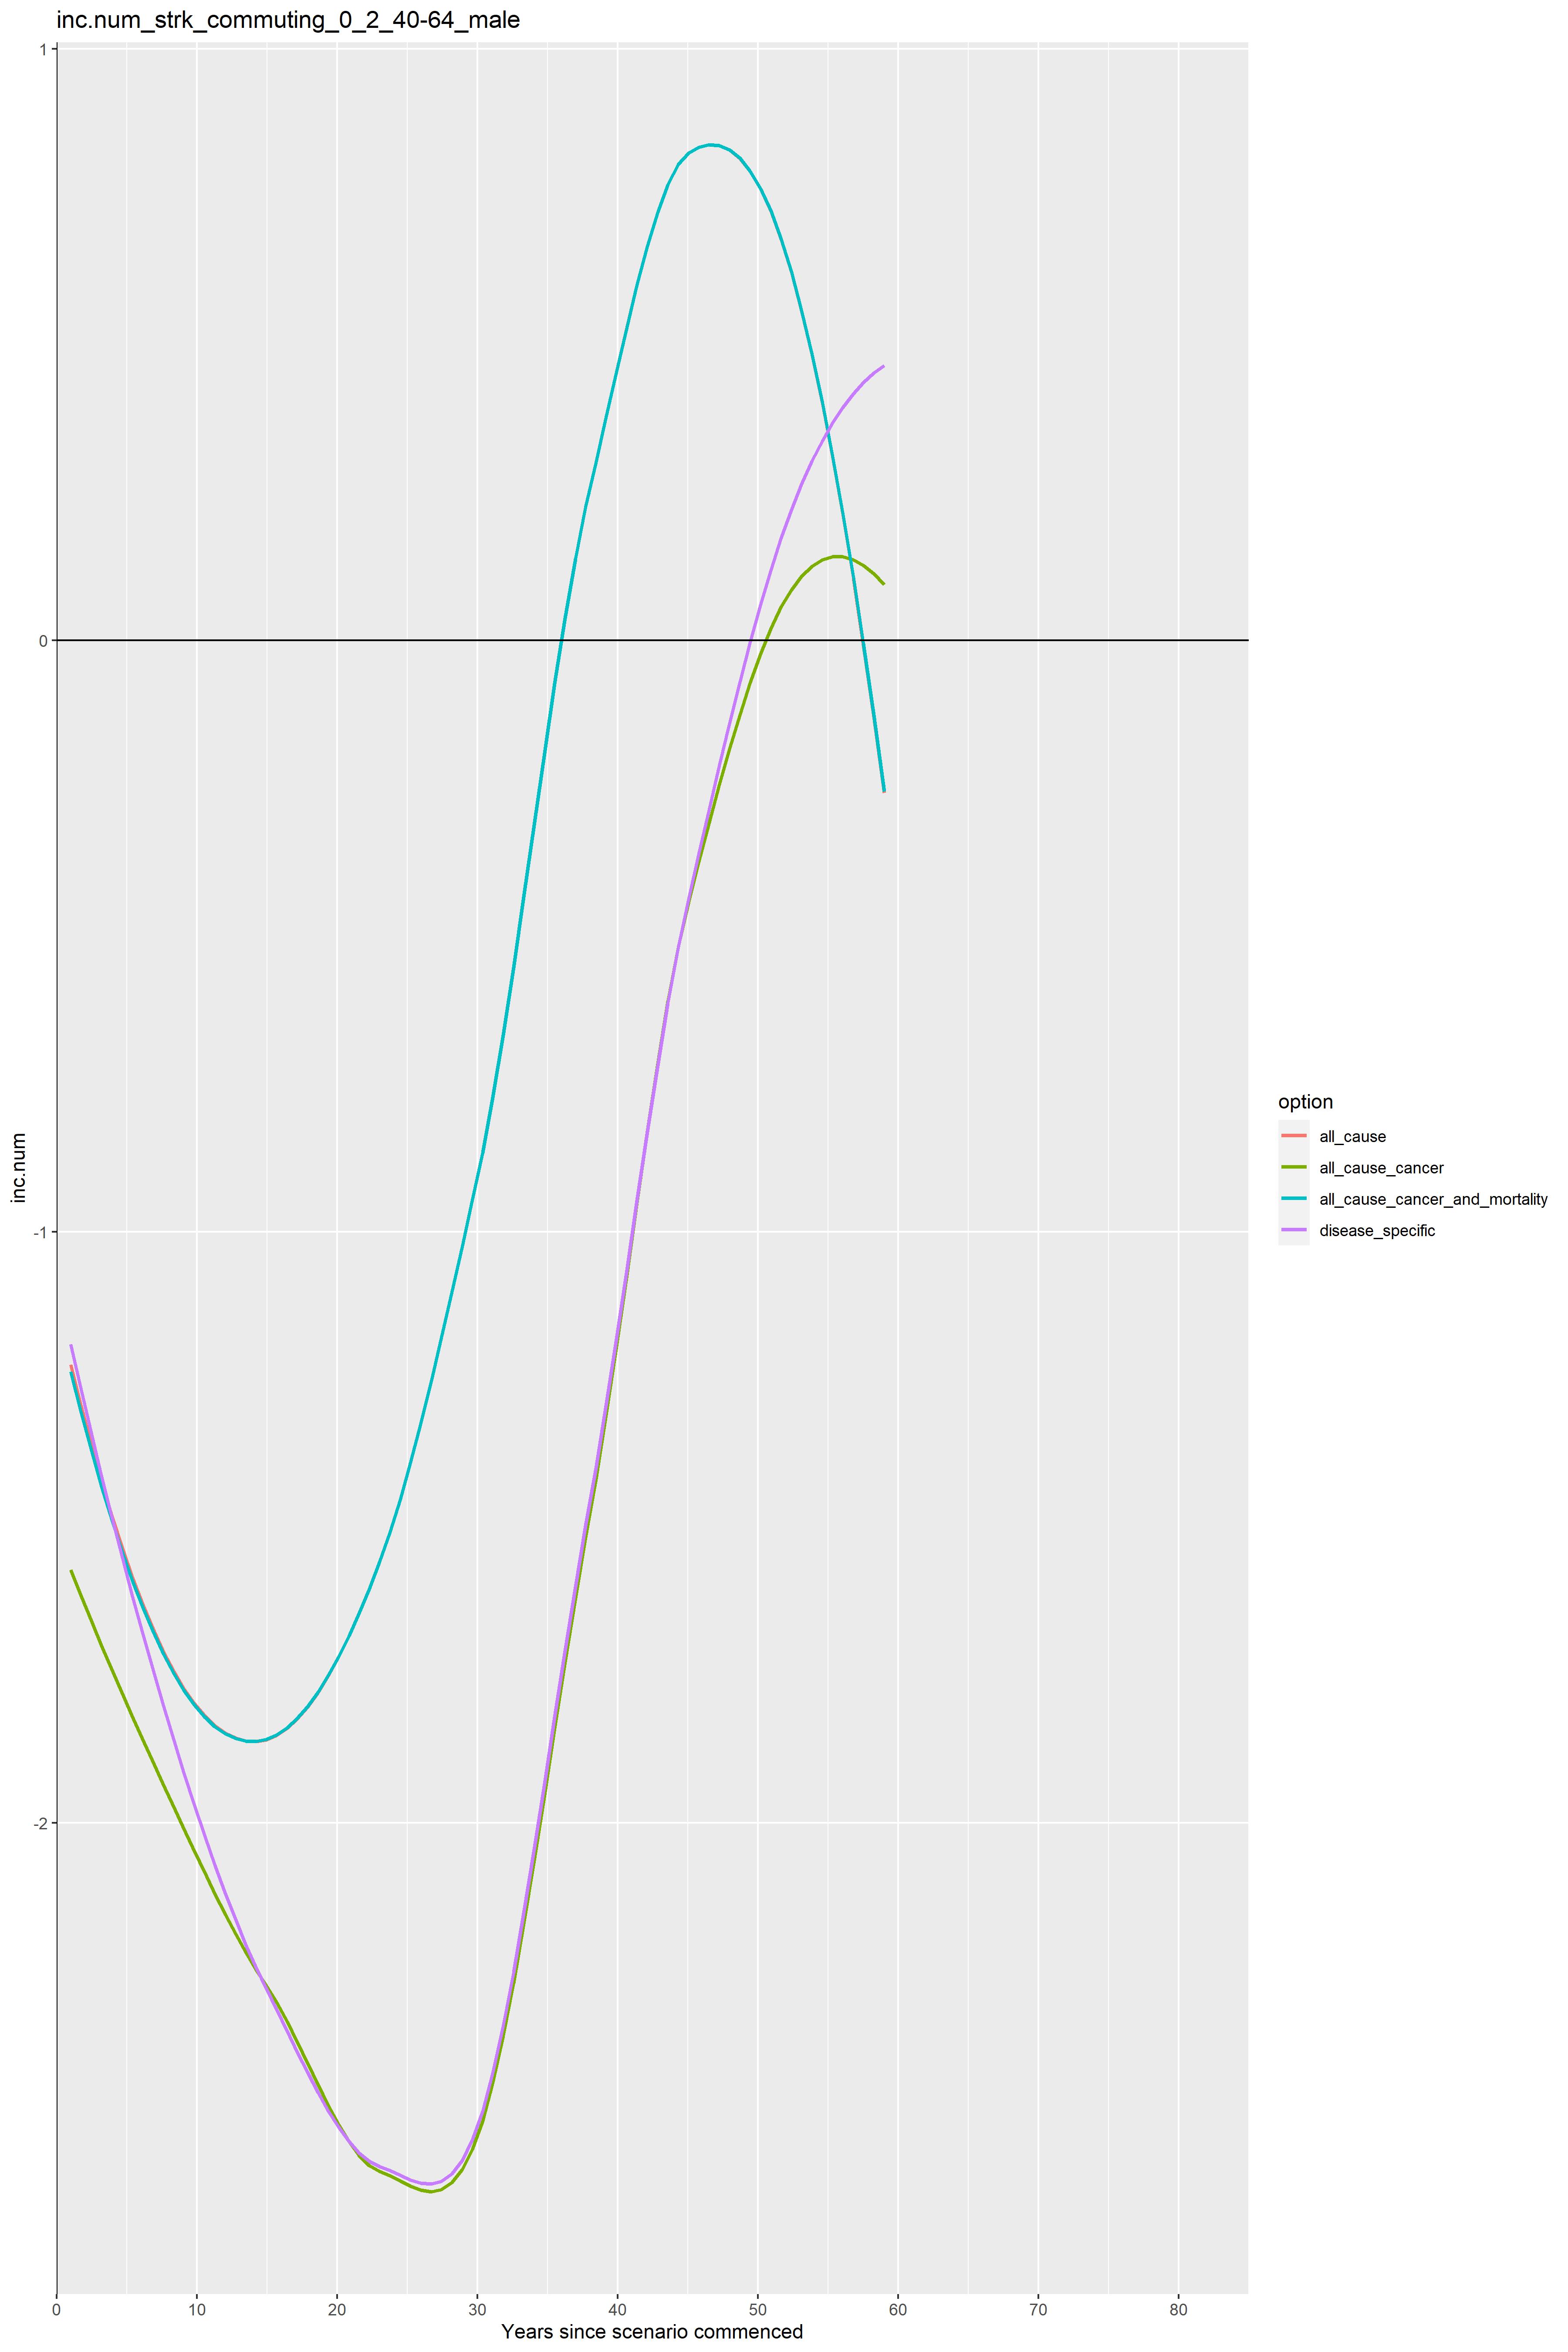 inc.num_strk_commuting_0_2_40-64_male
1
0
-1
-2
inc.num
0 10 20 30 40 50 60 70 80
Years since scenario commenced
option
all_cause
all_cause_cancer
all_cause_cancer_and_mortality
disease_specific